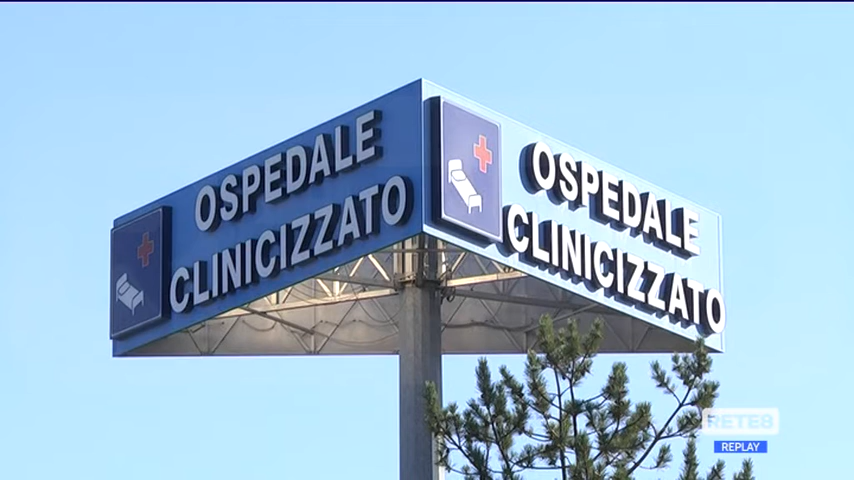 OSPEDALE
CLINICIZZATO
OSPEDALE
CLINICIZZATO
RETE8
REPLAY